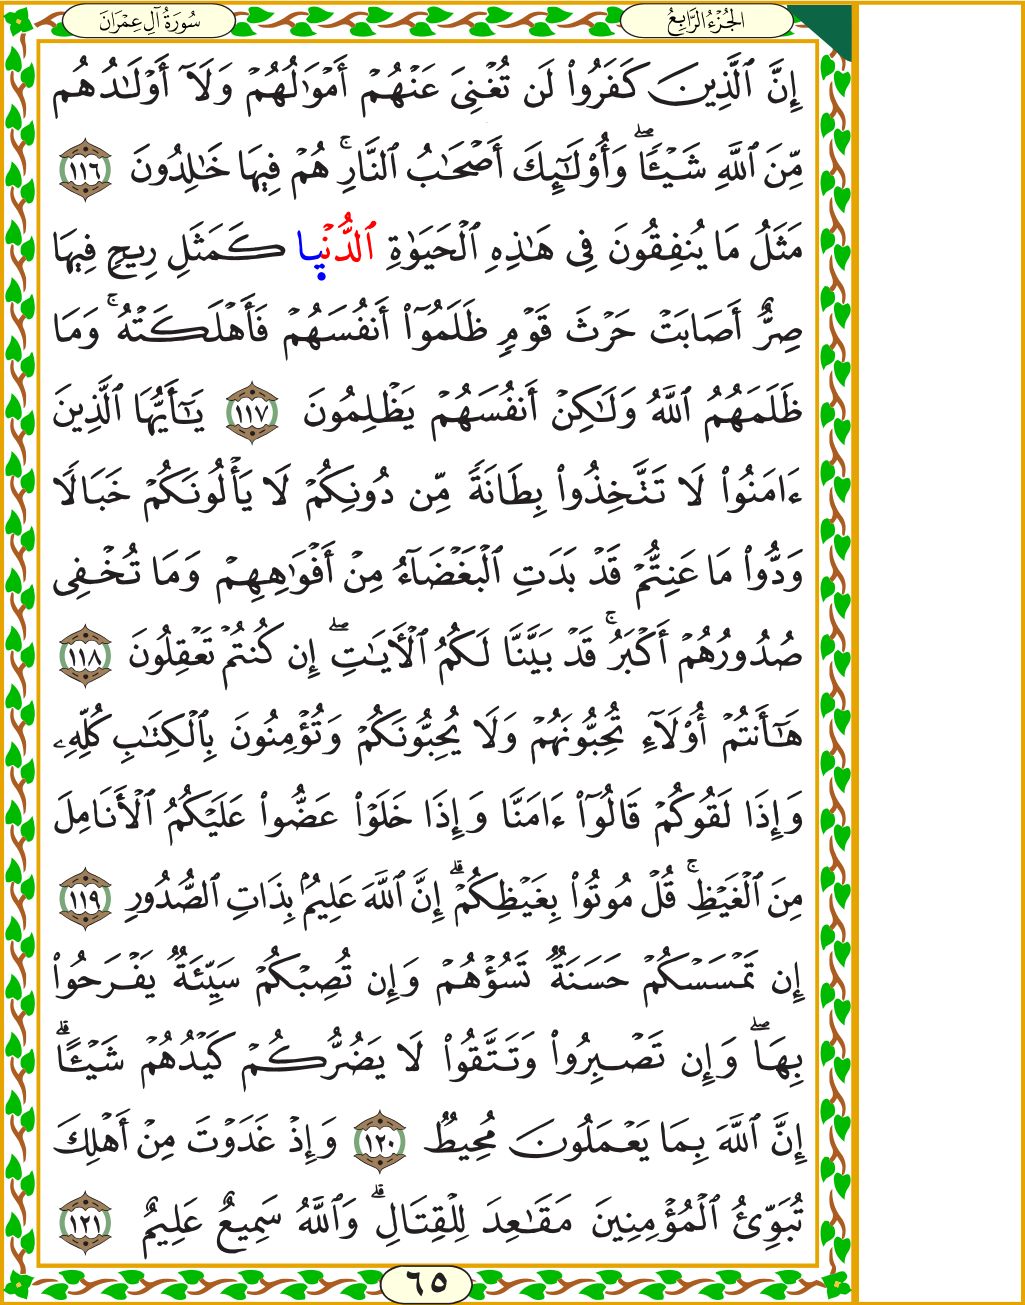 سُورَةُ آلِ عِمْرَانَ
الجُزْءُ الرَّابِعُ
إِنَّ ٱلَّذِينَ كَفَرُواْ لَن تُغْنِيَ عَنْهُمْ أَمْوَٰلُهُمْ وَلَآ أَوْلَٰدُهُم
مِّنَ ٱللَّهِ شَيْـًٔاۖ وَأُوْلَٰٓئِكَ أَصْحَٰبُ ٱلنَّارِۚ هُمْ فِيهَا خَٰلِدُونَ ١١٦
مَثَلُ مَا يُنفِقُونَ فِي هَٰذِهِ ٱلْحَيَوٰةِ ٱلدُّنْيا كَمَثَلِ رِيحٍ فِيهَا
صِرٌّ أَصَابَتْ حَرْثَ قَوْمٍ ظَلَمُوٓاْ أَنفُسَهُمْ فَأَهْلَكَتْهُۚ وَمَا
ظَلَمَهُمُ ٱللَّهُ وَلَٰكِنْ أَنفُسَهُمْ يَظْلِمُونَ ١١٧ يَٰٓأَيُّهَا ٱلَّذِينَ
ءَامَنُواْ لَا تَتَّخِذُواْ بِطَانَةً مِّن دُونِكُمْ لَا يَأْلُونَكُمْ خَبَالًا
وَدُّواْ مَا عَنِتُّمْ قَدْ بَدَتِ ٱلْبَغْضَآءُ مِنْ أَفْوَٰهِهِمْ وَمَا تُخْفِي
صُدُورُهُمْ أَكْبَرُۚ قَدْ بَيَّنَّا لَكُمُ ٱلْأٓيَٰتِۖ إِن كُنتُمْ تَعْقِلُونَ ١١٨
هَٰٓأَنتُمْ أُوْلَآءِ تُحِبُّونَهُمْ وَلَا يُحِبُّونَكُمْ وَتُؤْمِنُونَ بِٱلْكِتَٰبِ كُلِّهِۦ
وَإِذَا لَقُوكُمْ قَالُوٓاْ ءَامَنَّا وَإِذَا خَلَوْاْ عَضُّواْ عَلَيْكُمُ ٱلْأَنَامِلَ
مِنَ ٱلْغَيْظِۚ قُلْ مُوتُواْ بِغَيْظِكُمْۗ إِنَّ ٱللَّهَ عَلِيمُۢ بِذَاتِ ٱلصُّدُورِ ١١٩
إِن تَمْسَسْكُمْ حَسَنَةٌ تَسُؤْهُمْ وَإِن تُصِبْكُمْ سَيِّئَةٌ يَفْرَحُواْ
بِهَاۖ وَإِن تَصْبِرُواْ وَتَتَّقُواْ لَا يَضُرُّكُمْ كَيْدُهُمْ شَيْـًٔاۗ
إِنَّ ٱللَّهَ بِمَا يَعْمَلُونَ مُحِيطٌ ١٢٠ وَإِذْ غَدَوْتَ مِنْ أَهْلِكَ
تُبَوِّئُ ٱلْمُؤْمِنِينَ مَقَٰعِدَ لِلْقِتَالِۗ وَٱللَّهُ سَمِيعٌ عَلِيمٌ ١٢١
٦٥